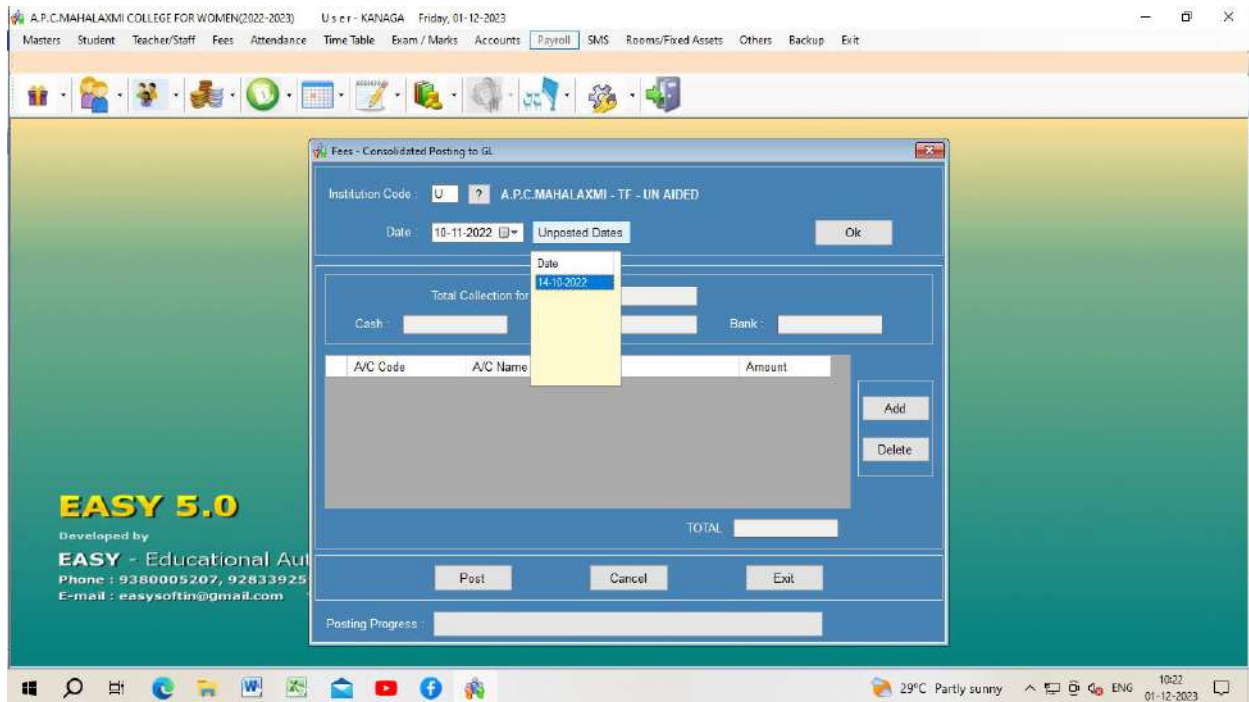 A.P.C.MAHALAXMI COLLEGE FOR WOMEN(2022-2023) User - KANAGA Friday, 01-12-2023
Masters Student Teacher/Staff Fees Attendance Time Table Exam / Marks Accounts Payroll SMS Rooms/Fixed Assets Others Backup Exit
Fees - Consolidated Posting to GL
Institution Code : U ? A.P.C.MAHALAXMI - TF - UN AIDED
Date : 10-11-2022 Unposted Dates Ok
Date
14-10-2022
Total Collection for
Cash : Bank :
A/C Code A/C Name Amount
Add
Delete
TOTAL
EASY 5.0
Developed by
EASY - Educational Aut
Phone : 9380005207, 92833925
E-mail : easysoftin@gmail.com
Post Cancel Exit
Posting Progress :
29°C Partly sunny ENG 10:22
01-12-2023